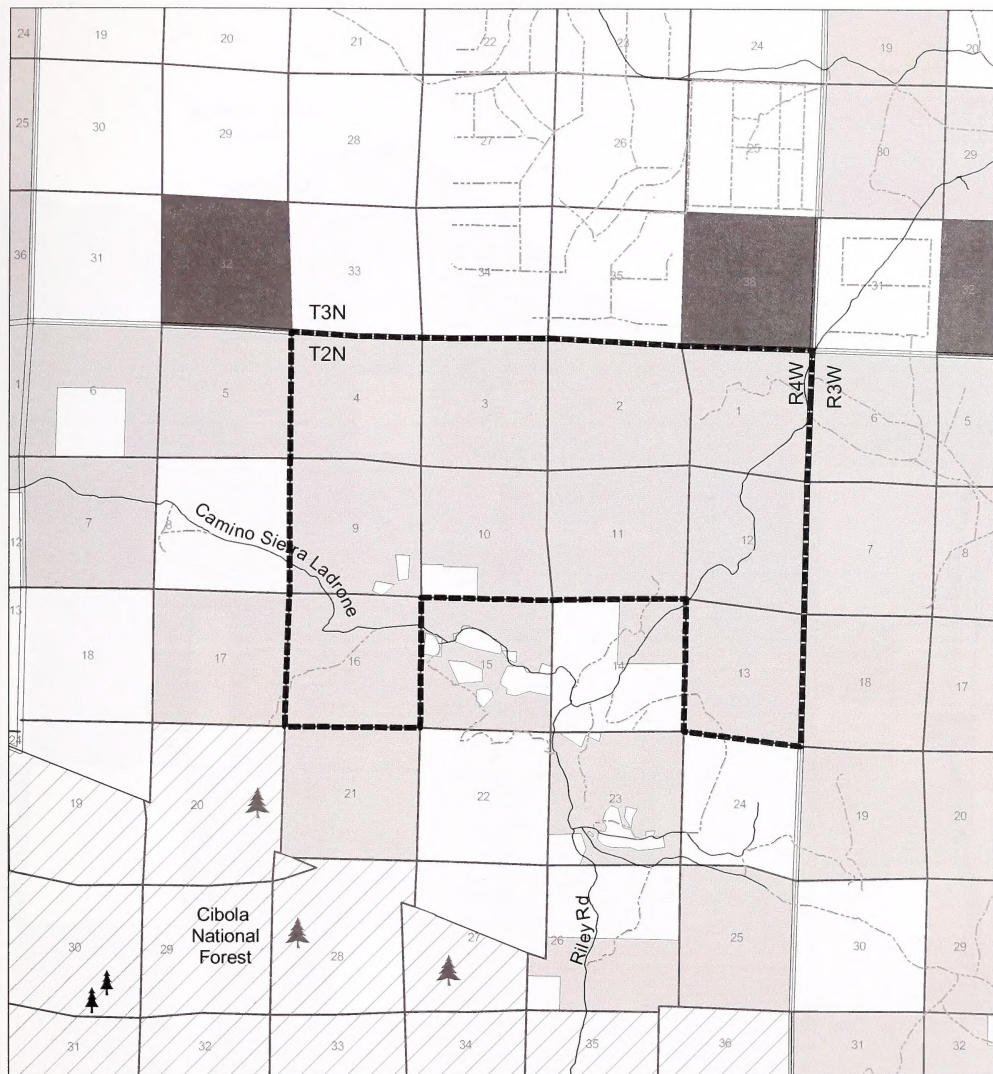 24 19 20 21 22 23 24 19 20
25 30 29 28 27 26 25 30 29
36 31 32 33 34 35 36 31 32
T3N
T2N
R4W
R3W
1 6 5 4 3 2 1 6 5
12 7 8 9 10 11 12 7 8
Camino Sierra Ladrone
13 18 17 16 15 14 13 18 17
24 19 20 21 22 23 24 19 20
Cibola
National
Forest
30 29 28 27 26 25 30 29
Riley Rd
31 32 33 34 35 36 31 32